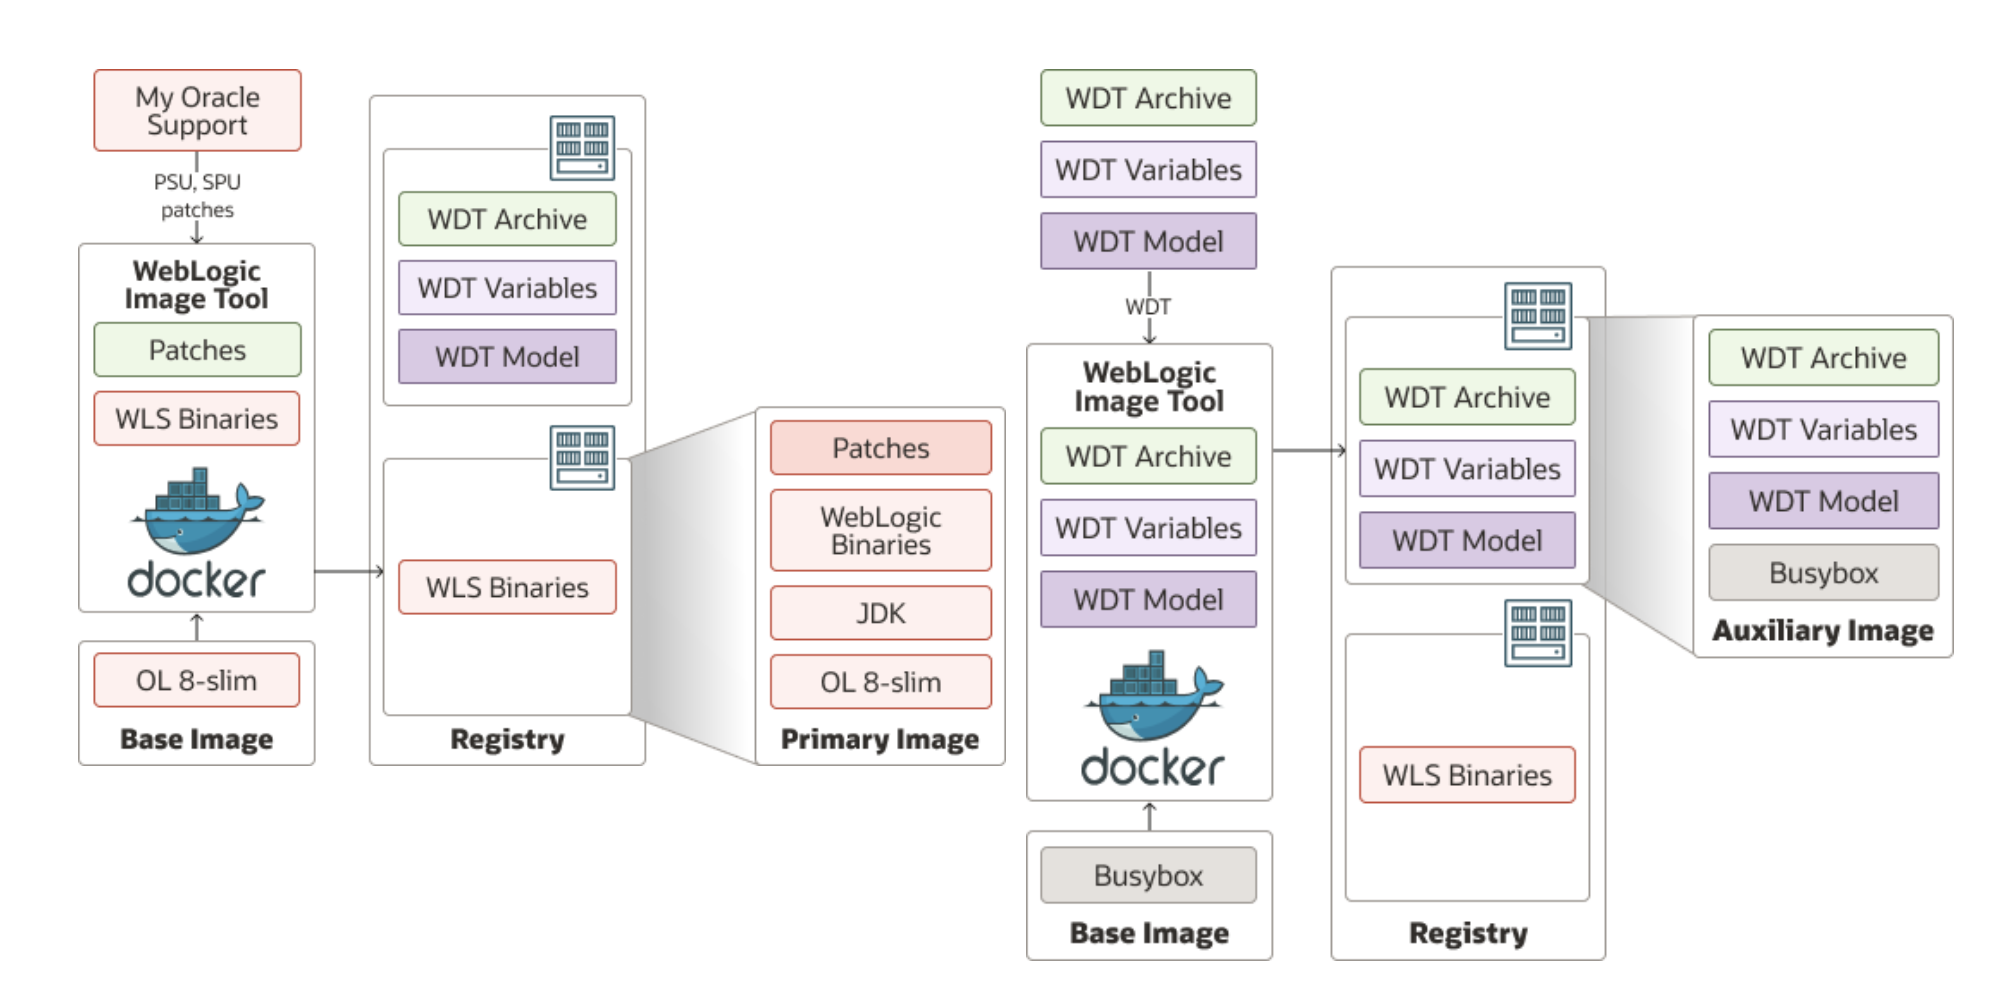 My Oracle
Support
PSU, SPU
patches
WebLogic
Image Tool
Patches
WLS Binaries
docker
OL 8-slim
Base Image
WDT Archive
WDT Variables
WDT Model
WLS Binaries
Registry
Patches
WebLogic
Binaries
JDK
OL 8-slim
Primary Image
WDT Archive
WDT Variables
WDT Model
WDT
WebLogic
Image Tool
WDT Archive
WDT Variables
WDT Model
docker
Busybox
Base Image
WDT Archive
WDT Variables
WDT Model
WLS Binaries
Registry
WDT Archive
WDT Variables
WDT Model
Busybox
Auxiliary Image